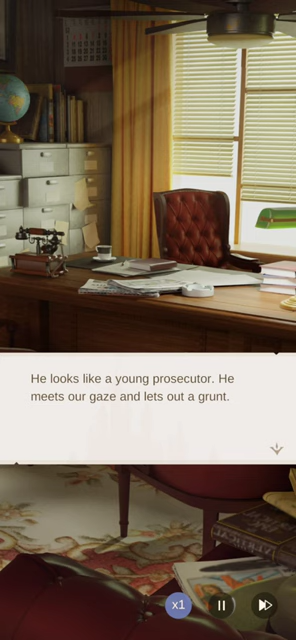 He looks like a young prosecutor. He
meets our gaze and lets out a grunt.
x1